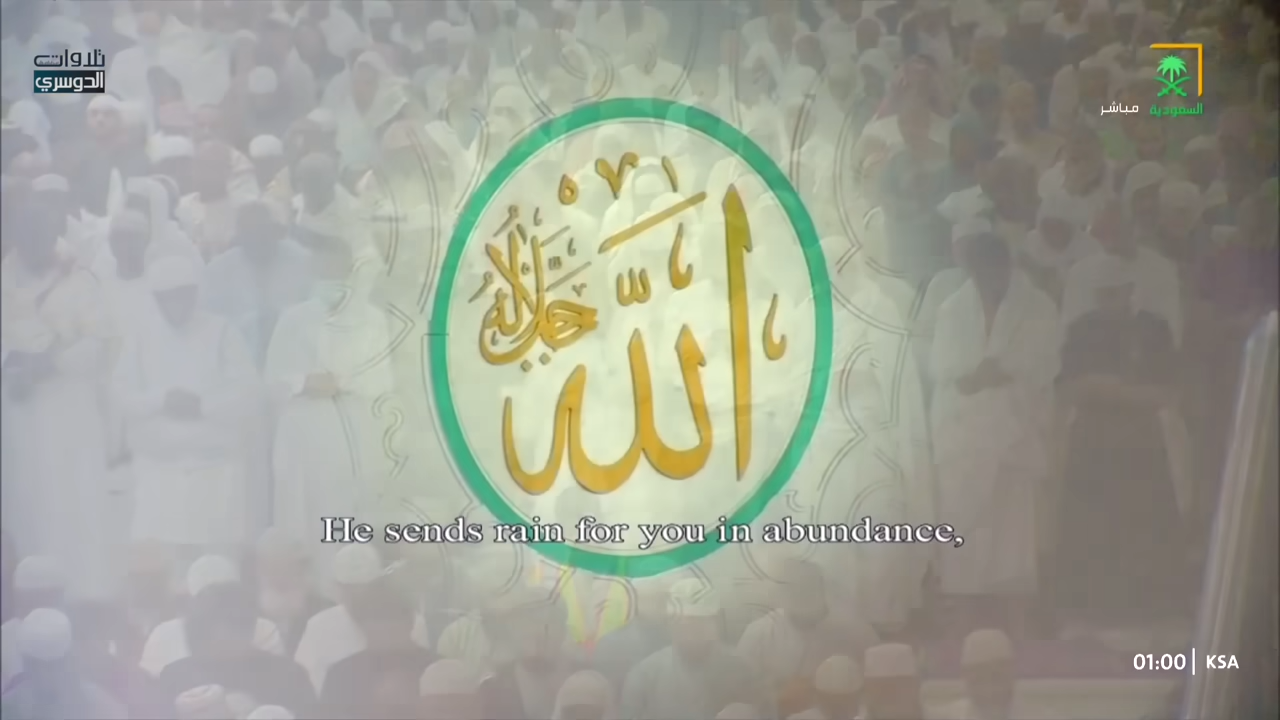 تلاوات
الدوسري
السعودية
مباشر
الله
جل جلاله
He sends rain for you in abundance,
01:00 | KSA